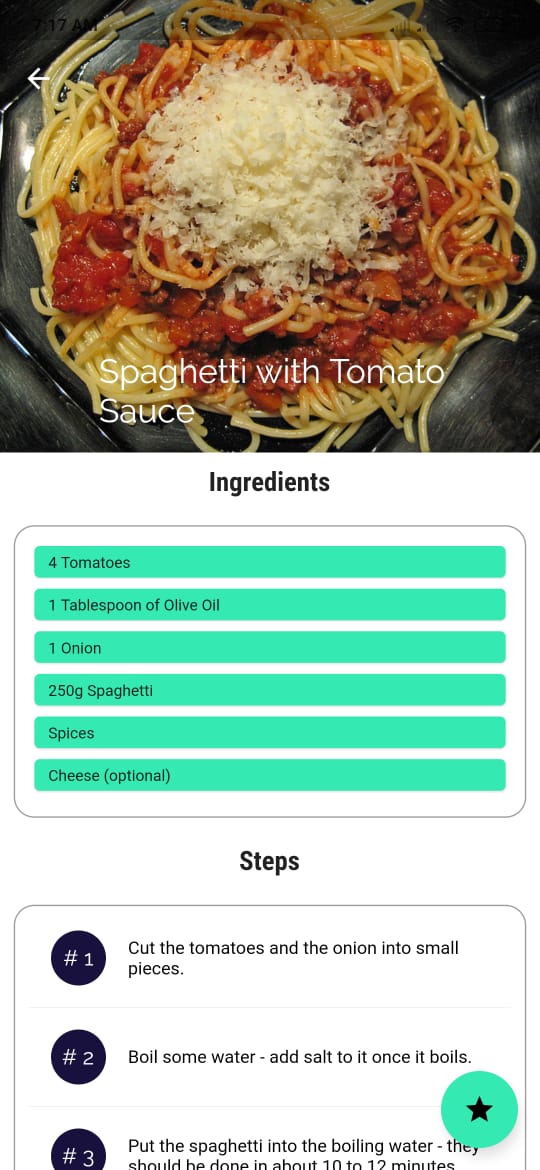 7:17 AM
Spaghetti with Tomato
Sauce
Ingredients
4 Tomatoes
1 Tablespoon of Olive Oil
1 Onion
250g Spaghetti
Spices
Cheese (optional)
Steps
# 1
Cut the tomatoes and the onion into small
pieces.
# 2
Boil some water - add salt to it once it boils.
# 3
Put the spaghetti into the boiling water - they
should be done in about 10 to 12 minutes